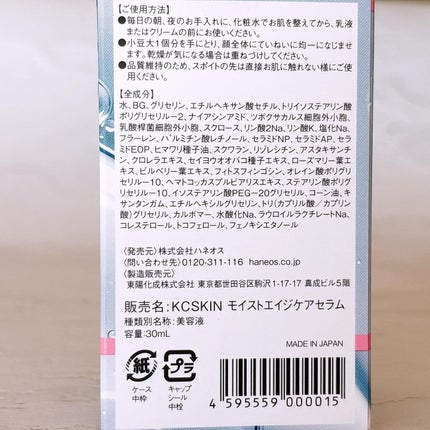 【ご使用方法】
●毎日の朝、夜のお手入れに、化粧水でお肌を整えてから、乳液
またはクリームの前にお使いください。
●小豆大1個分を手にとり、顔全体にていねいに均一になじませ
ます。乾燥が気になる場合は重ねづけしてください。
●品質維持のため、スポイトの先は直接お肌に触れない様にご
使用ください。
【全成分】
水、BG、グリセリン、エチルヘキサン酸セチル、トリイソステアリン酸
ポリグリセリル-2、ナイアシンアミド、ツボクサカルス細胞外小胞、
乳酸桿菌細胞外小胞、スクロース、リン酸2Na、リン酸K、塩化Na、
フラーレン、パルミチン酸レチノール、セラミドNP、セラミドAP、セ
ラミドEOP、ヒマワリ種子油、スクワラン、リゾレシチン、アスタキサンチ
ン、クロレラエキス、セイヨウオオバコ種子エキス、ローズマリー葉エ
キス、ビルベリー葉エキス、フィトスフィンゴシン、オレイン酸ポリグリ
セリル-10、ヘマトコッカスプルビアリスエキス、ステアリン酸ポリグ
リセリル-10、イソステアリン酸PEG-20グリセリル、コーン油、キ
サンタンガム、エチルヘキシルグリセリン、トリ(カプリル酸/カプリン
酸)グリセリル、カルボマー、水酸化Na、ラウロイルラクチレートNa、
コレステロール、トコフェロール、フェノキシエタノール
〈発売元〉株式会社ハネオス
〈問い合わせ先〉0120-311-116 haneos.co.jp
〈製造販売元〉
東陽化成株式会社 東京都世田谷区駒沢1-17-17 真成ビル5階
販売名:KCSKIN モイストエイジケアセラム
種類別名称:美容液
容量:30mL
MADE IN JAPAN
紙 プラ
ケース
中枠
キャップ
シール
中栓
4 595559 000015